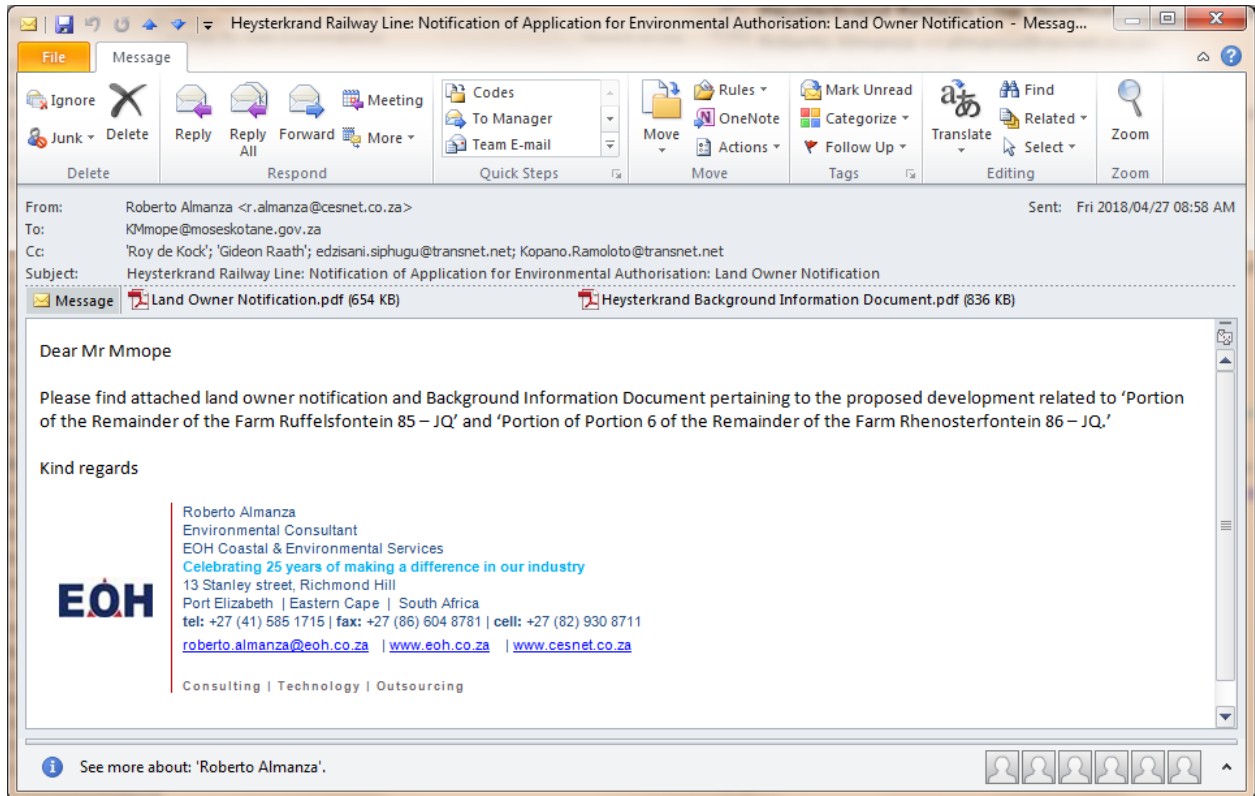 Heysterkrand Railway Line: Notification of Application for Environmental Authorisation: Land Owner Notification - Messag...
File Message
Ignore
Junk
Delete
Reply
Reply All
Forward
Meeting
More
Codes
To Manager
Team E-mail
Move
Rules
OneNote
Actions
Mark Unread
Categorize
Follow Up
Translate
Find
Related
Select
Zoom
Delete Respond Quick Steps Move Tags Editing Zoom
From: Roberto Almanza <r.almanza@cesnet.co.za> Sent: Fri 2018/04/27 08:58 AM
To: KMmope@moseskotane.gov.za
Cc: 'Roy de Kock'; 'Gideon Raath'; edzisani.siphugu@transnet.net; Kopano.Ramoloto@transnet.net
Subject: Heysterkrand Railway Line: Notification of Application for Environmental Authorisation: Land Owner Notification
Message Land Owner Notification.pdf (654 KB) Heysterkrand Background Information Document.pdf (836 KB)
Dear Mr Mmope
Please find attached land owner notification and Background Information Document pertaining to the proposed development related to ‘Portion
of the Remainder of the Farm Ruffelsfontein 85 – JQ’ and ‘Portion of Portion 6 of the Remainder of the Farm Rhenosterfontein 86 – JQ.’
Kind regards
EOH
Roberto Almanza
Environmental Consultant
EOH Coastal & Environmental Services
Celebrating 25 years of making a difference in our industry
13 Stanley street, Richmond Hill
Port Elizabeth | Eastern Cape | South Africa
tel: +27 (41) 585 1715 | fax: +27 (86) 604 8781 | cell: +27 (82) 930 8711
roberto.almanza@eoh.co.za | www.eoh.co.za | www.cesnet.co.za
Consulting | Technology | Outsourcing
See more about: 'Roberto Almanza'.